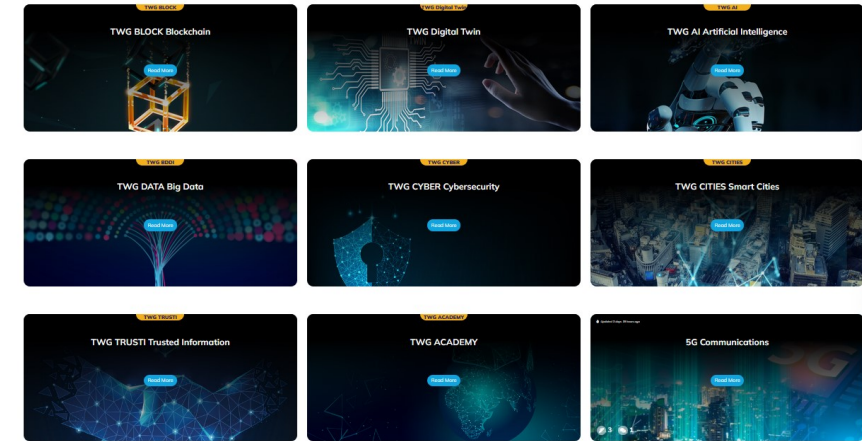 TWG BLOCK
TWG BLOCK Blockchain
Read More
TWG Digital Twin
TWG Digital Twin
Read More
TWG AI
TWG AI Artificial Intelligence
Read More
TWG BDDI
TWG DATA Big Data
Read More
TWG CYBER
TWG CYBER Cybersecurity
Read More
TWG CITIES
TWG CITIES Smart Cities
Read More
TWG TRUSTI
TWG TRUSTI Trusted Information
Read More
TWG ACADEMY
TWG ACADEMY
Read More
5G Communications
Read More
5G
3 1